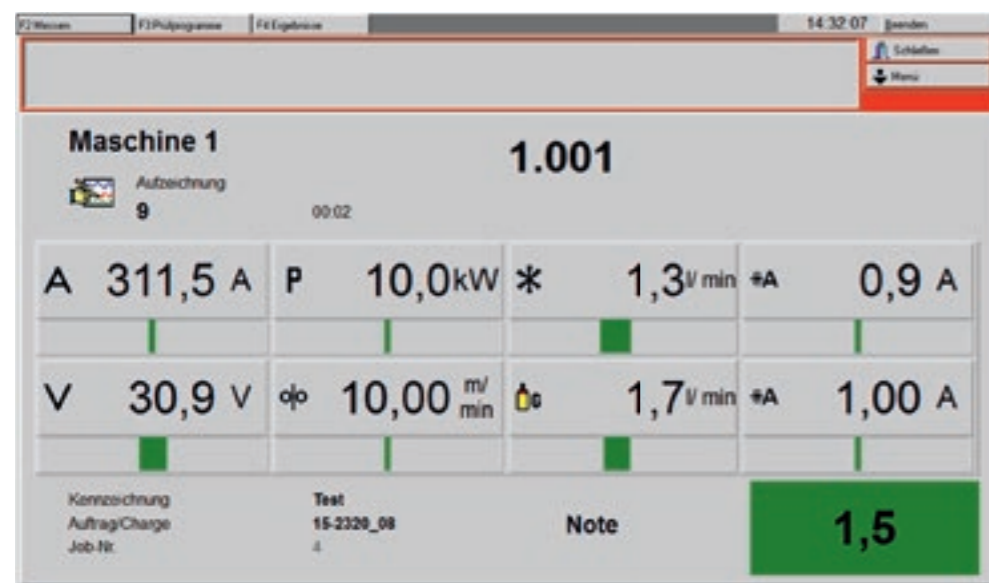 F2 Messen F3 Prüfprogramme F4 Ergebnisse 14:32:07 Beenden
Schließen
Menü
Maschine 1 1.001
Aufzeichnung
9 00:02
A 311,5 A P 10,0 kW 1,3 l/ min A 0,9 A
V 30,9 V 10,00 m/min 1,7 l/ min A 1,00 A
Kennzeichnung Test
Auftrag/Charge 15-2320_08 Note 1,5
Job-Nr. 4